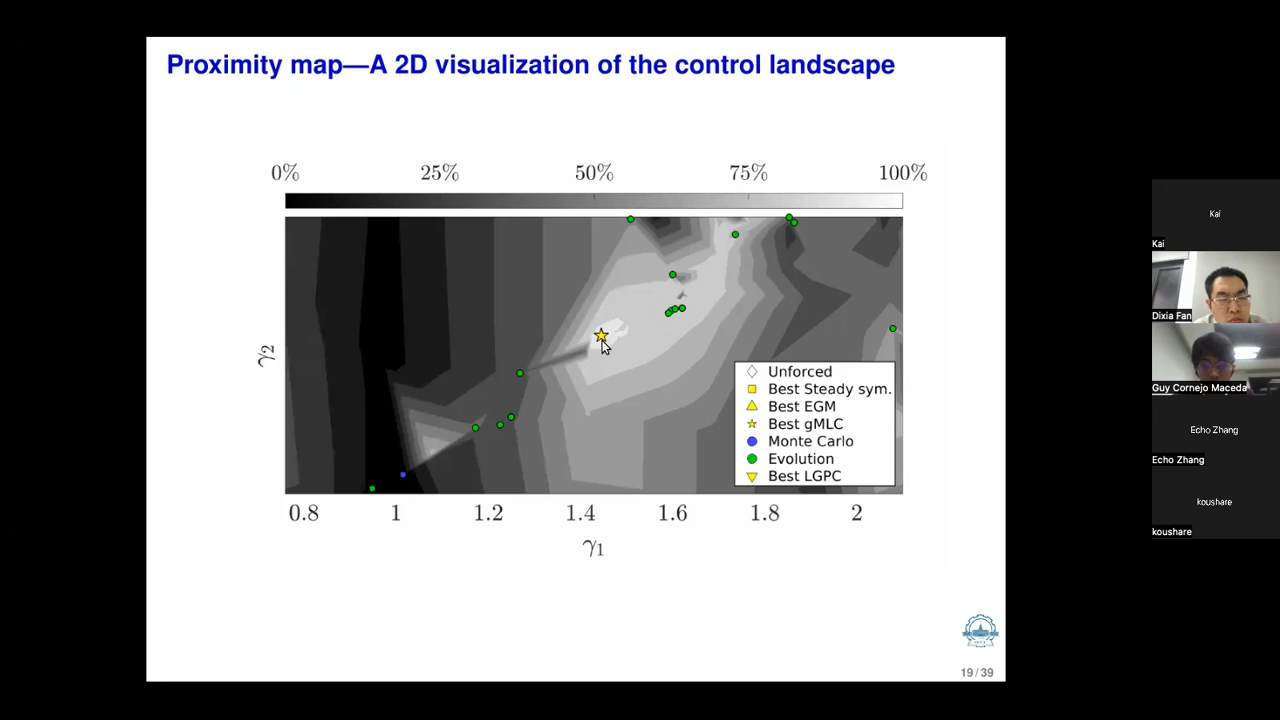 Proximity map—A 2D visualization of the control landscape
0% 25% 50% 75% 100%
γ2
Unforced
Best Steady sym.
Best EGM
Best gMLC
Monte Carlo
Evolution
Best LGPC
0.8 1 1.2 1.4 1.6 1.8 2
γ1
19/39
Kai
Kai
Dixia Fan
Guy Cornejo Maceda
Echo Zhang
Echo Zhang
koushare
koushare